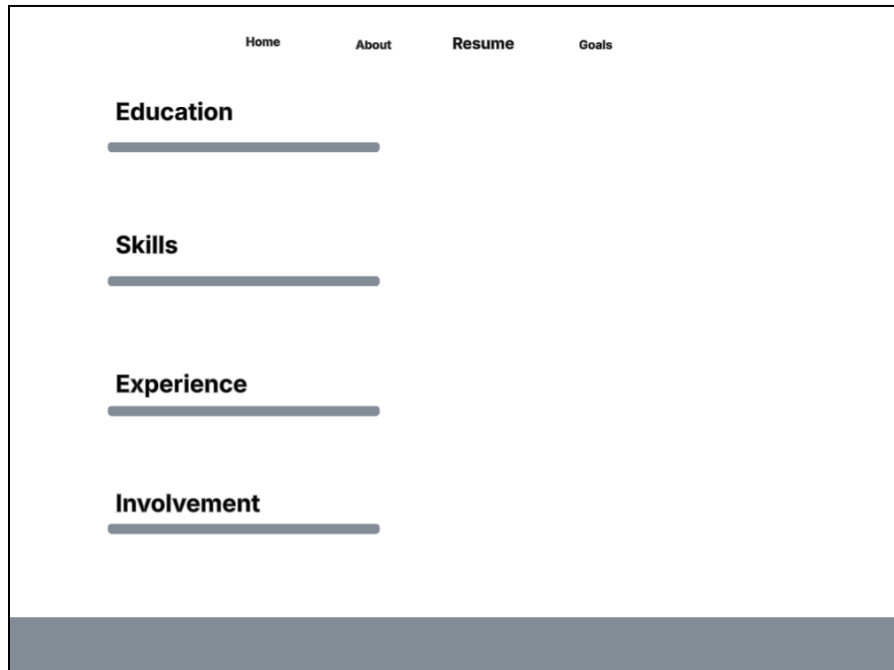 Home About Resume Goals
Education
Skills
Experience
Involvement